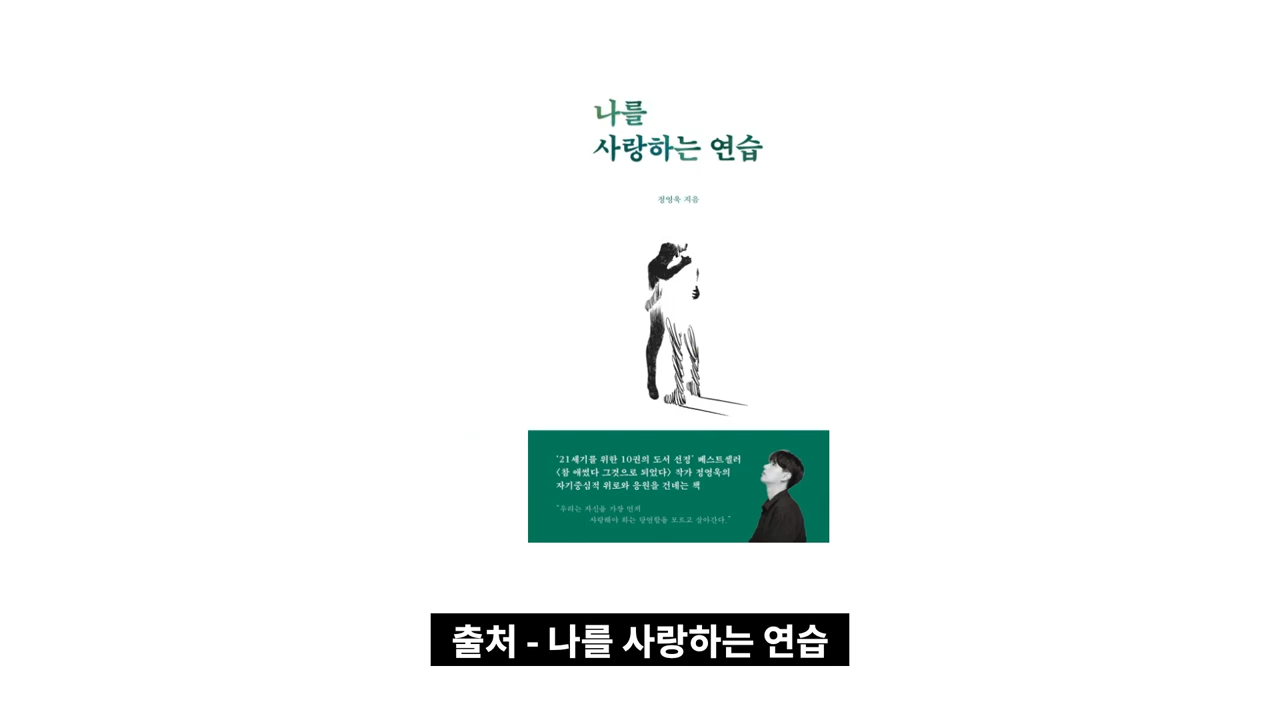 나를
사랑하는 연습
정영욱 지음
‘21세기를 위한 10권의 도서 선정’ 베스트셀러
〈참 애썼다 그것으로 되었다〉 작가 정영욱의
자기중심적 위로와 응원을 건네는 책
“우리는 자신을 가장 먼저
사랑해야 하는 당연함을 모르고 살아간다.”
출처 - 나를 사랑하는 연습